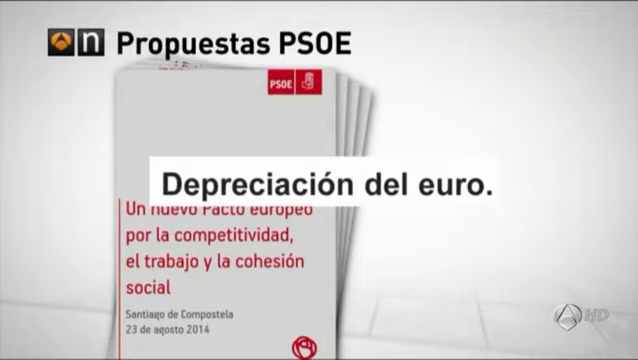 n Propuestas PSOE
PSOE
Depreciación del euro.
Un nuevo Pacto europeo
por la competitividad,
el trabajo y la cohesión
social
Santiago de Compostela
23 de agosto 2014
HD